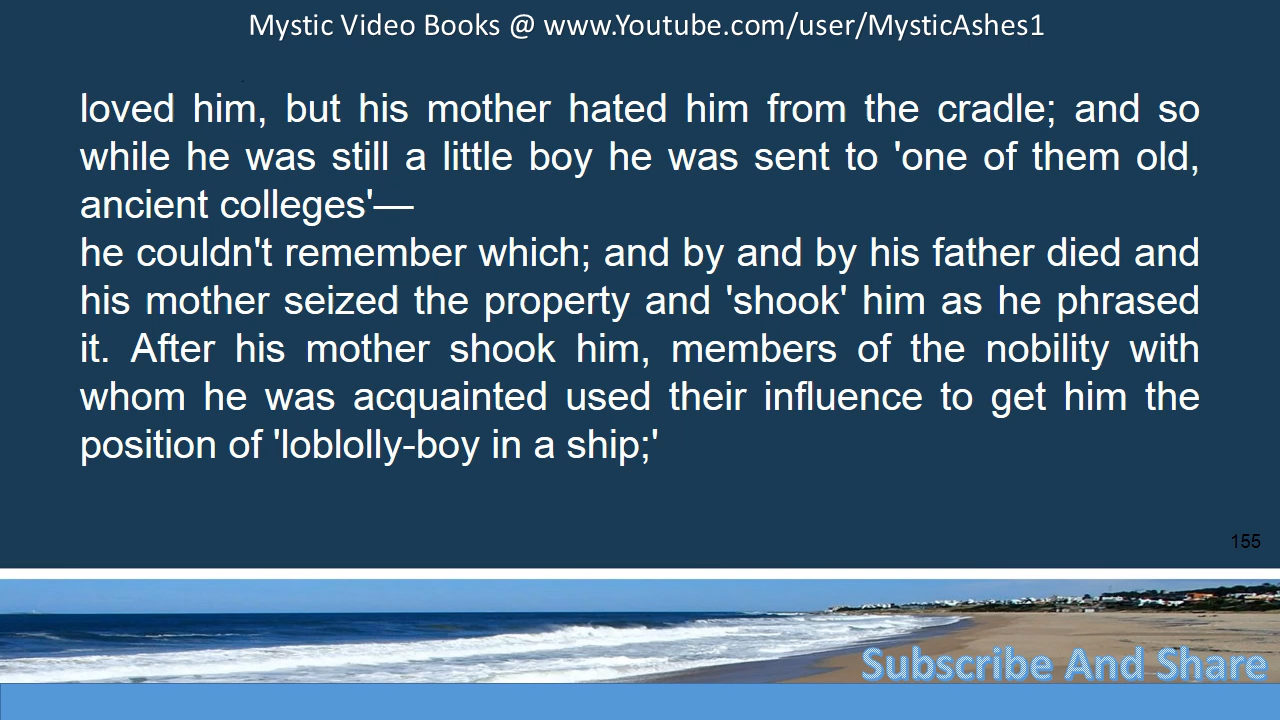 Mystic Video Books @ www.Youtube.com/user/MysticAshes1
loved him, but his mother hated him from the cradle; and so
while he was still a little boy he was sent to 'one of them old,
ancient colleges'—
he couldn't remember which; and by and by his father died and
his mother seized the property and 'shook' him as he phrased
it. After his mother shook him, members of the nobility with
whom he was acquainted used their influence to get him the
position of 'loblolly-boy in a ship;'
155
Subscribe And Share